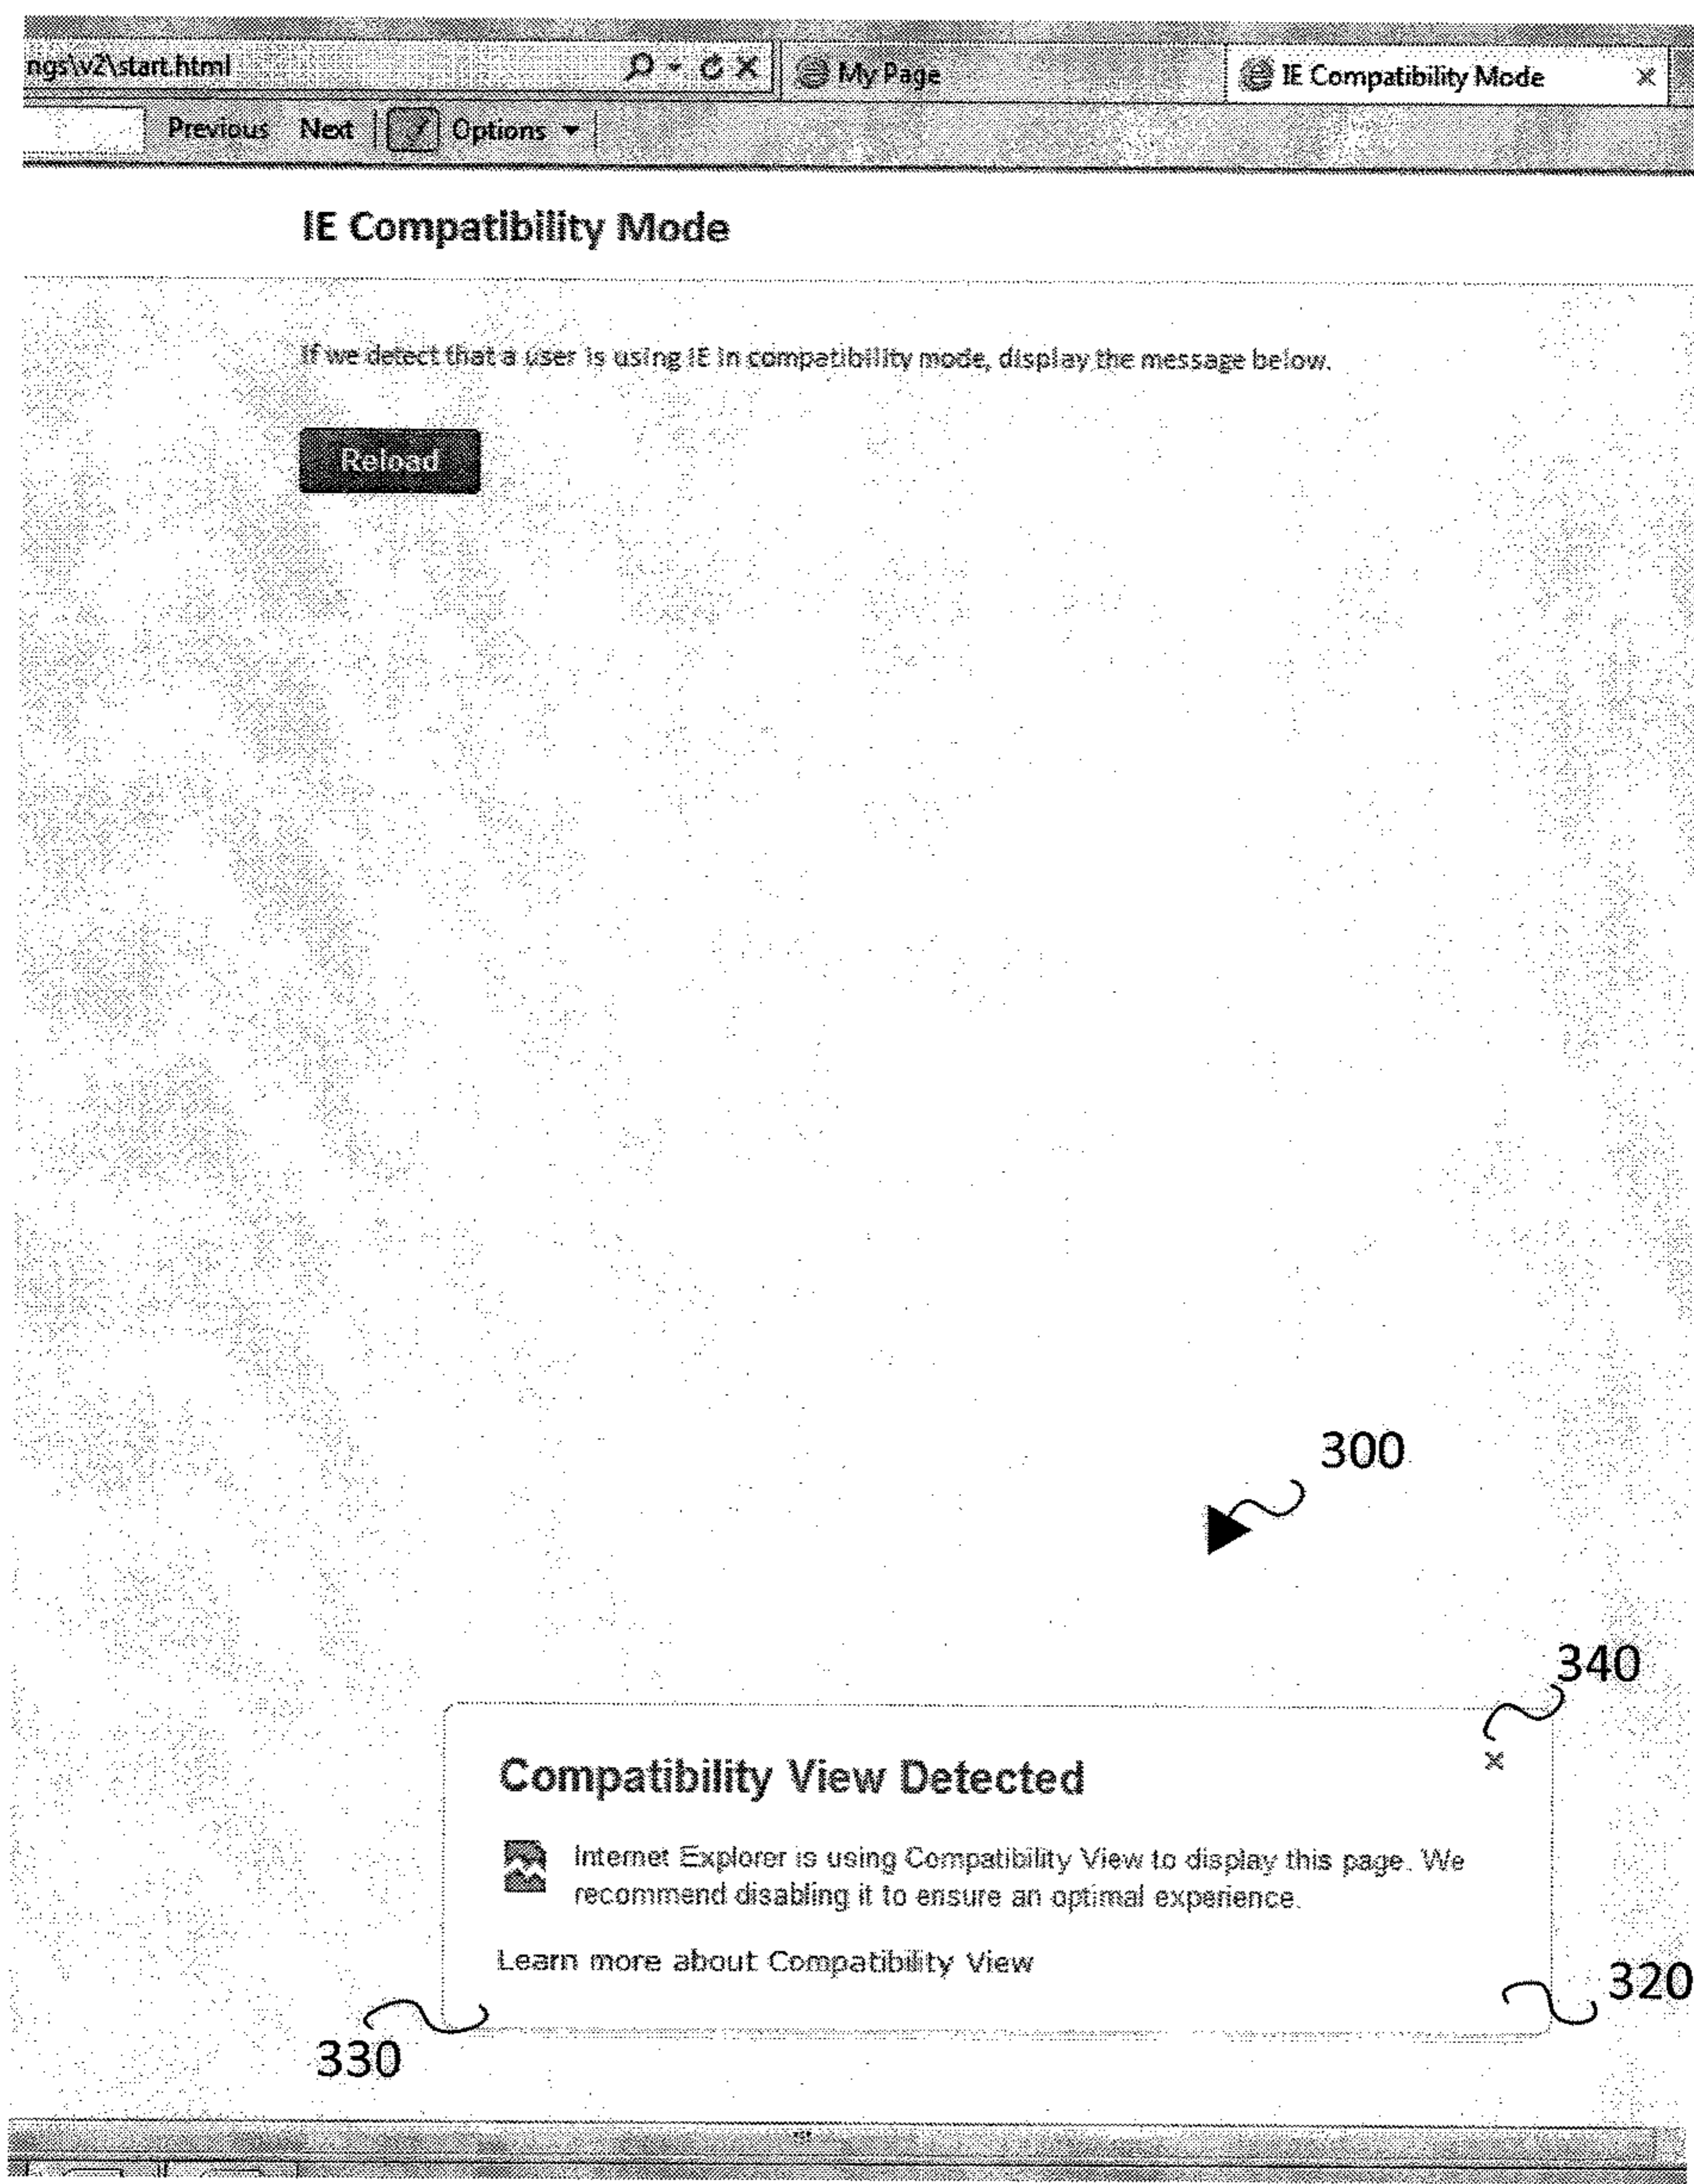 ngs\v2\start.html
My Page
IE Compatibility Mode
Previous Next Options
IE Compatibility Mode
If we detect that a user is using IE in compatibility mode, display the message below.
Reload
300
340
Compatibility View Detected
Internet Explorer is using Compatibility View to display this page. We
recommend disabling it to ensure an optimal experience.
Learn more about Compatibility View
320
330